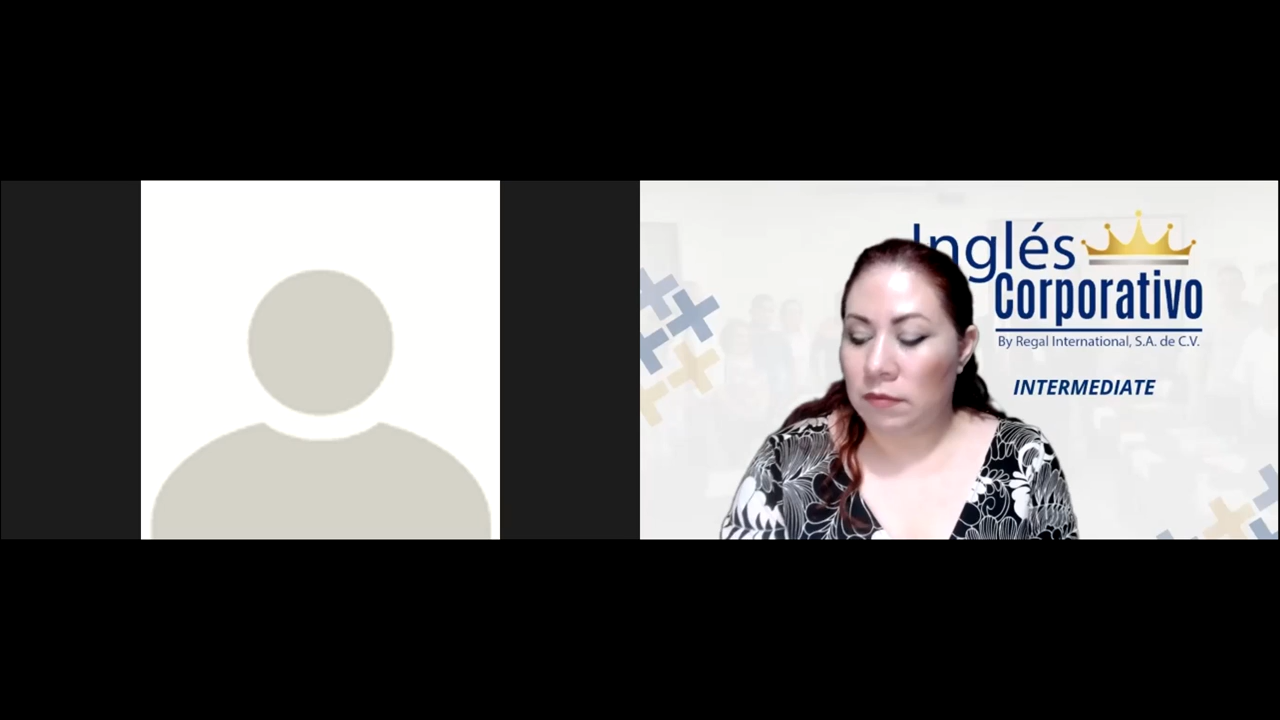 Inglés
Corporativo
By Regal International, S.A. de C.V.
INTERMEDIATE